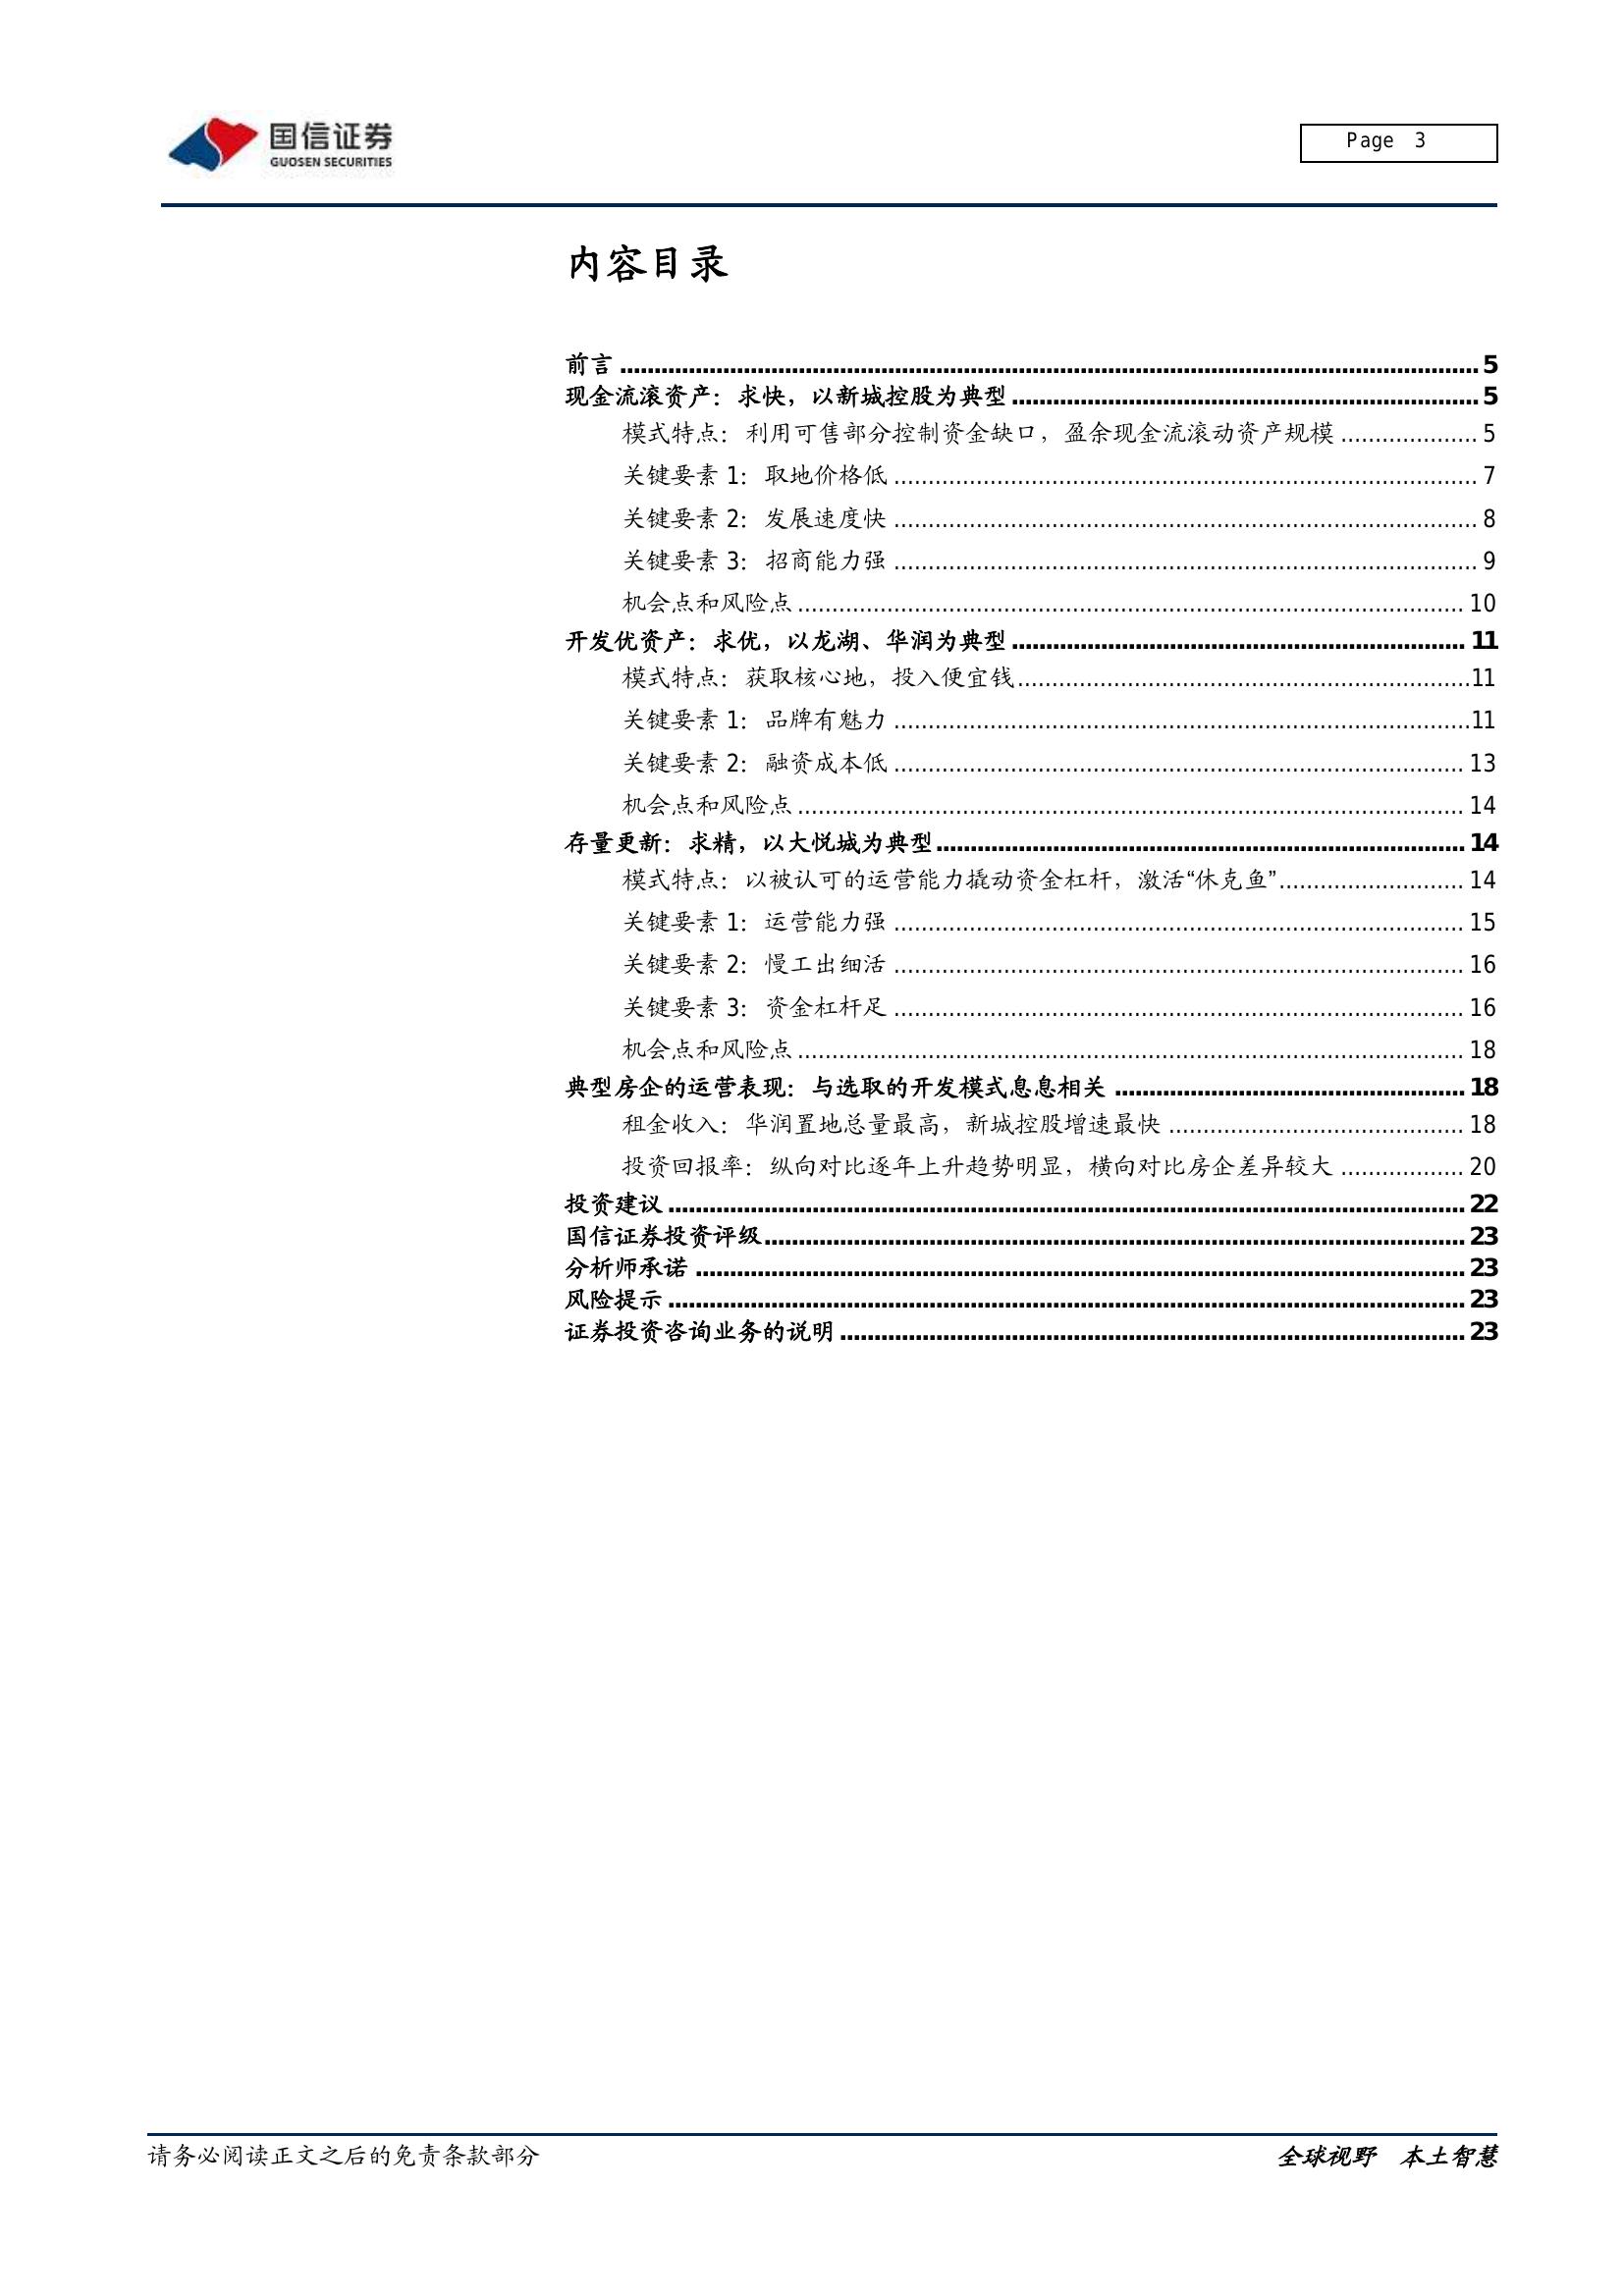 国信证券
GUOSEN SECURITIES
Page 3
内容目录
前言 ........ 5
现金流滚资产：求快，以新城控股为典型 ........ 5
模式特点：利用可售部分控制资金缺口，盈余现金流滚动资产规模 ........ 5
关键要素 1：取地价格低 ........ 7
关键要素 2：发展速度快 ........ 8
关键要素 3：招商能力强 ........ 9
机会点和风险点 ........ 10
开发优资产：求优，以龙湖、华润为典型 ........ 11
模式特点：获取核心地，投入便宜钱 ........ 11
关键要素 1：品牌有魅力 ........ 11
关键要素 2：融资成本低 ........ 13
机会点和风险点 ........ 14
存量更新：求精，以大悦城为典型 ........ 14
模式特点：以被认可的运营能力撬动资金杠杆，激活“休克鱼” ........ 14
关键要素 1：运营能力强 ........ 15
关键要素 2：慢工出细活 ........ 16
关键要素 3：资金杠杆足 ........ 16
机会点和风险点 ........ 18
典型房企的运营表现：与选取的开发模式息息相关 ........ 18
租金收入：华润置地总量最高，新城控股增速最快 ........ 18
投资回报率：纵向对比逐年上升趋势明显，横向对比房企差异较大 ........ 20
投资建议 ........ 22
国信证券投资评级 ........ 23
分析师承诺 ........ 23
风险提示 ........ 23
证券投资咨询业务的说明 ........ 23
请务必阅读正文之后的免责条款部分
全球视野 本土智慧